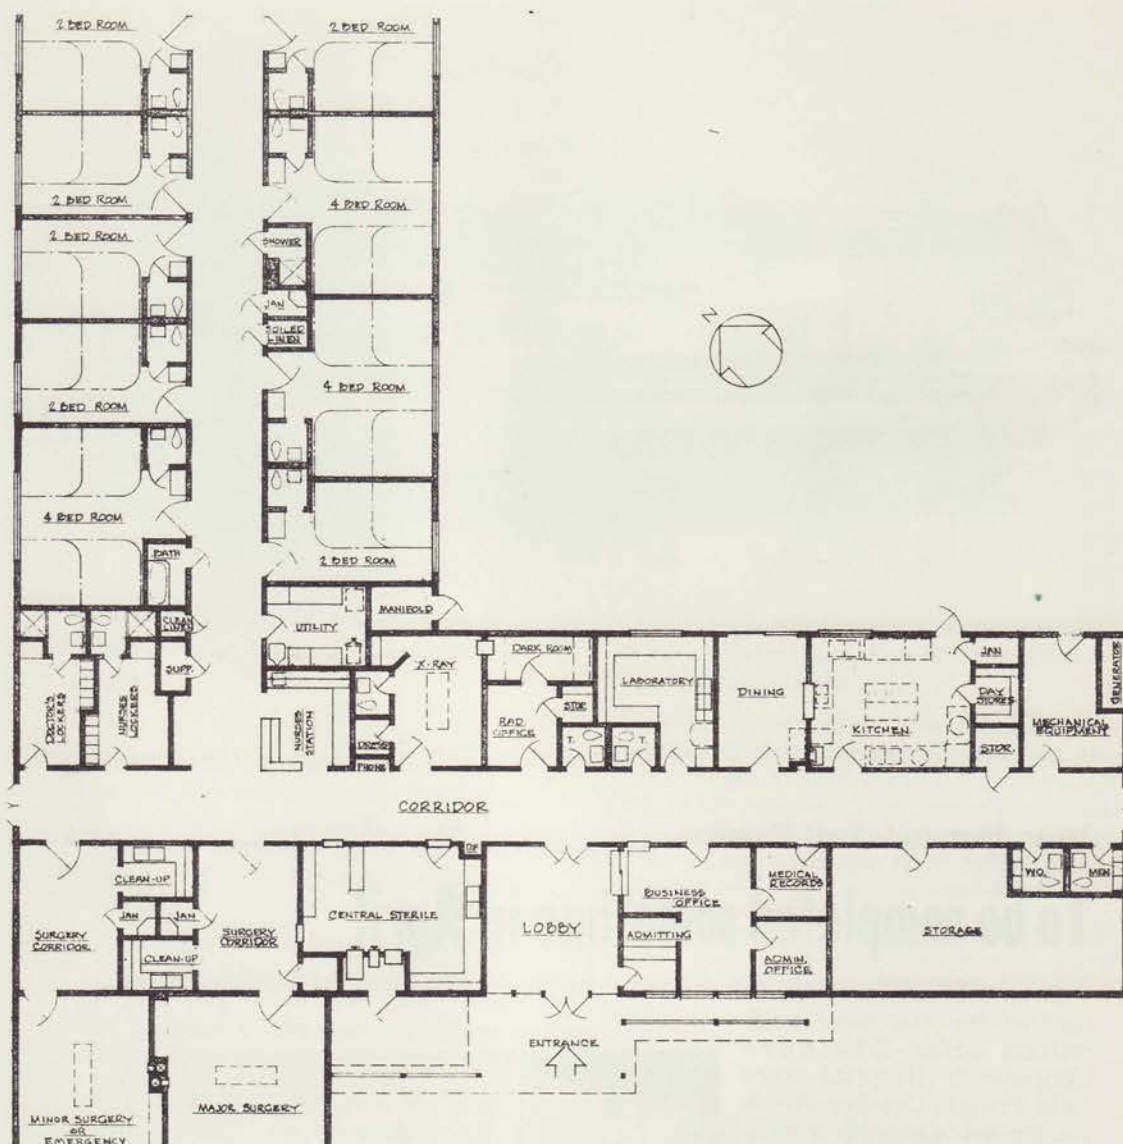 2 BED ROOM
2 BED ROOM
2 BED ROOM
4 BED ROOM
2 BED ROOM
SHOWER
JAN
SOILED
LINEN
N
4 BED ROOM
2 BED ROOM
4 BED ROOM
BATH
2 BED ROOM
CLEAN
LINEN
UTILITY
MANIFOLD
SUPP.
X-RAY
DARK ROOM
LABORATORY
DINING
KITCHEN
JAN
DAY
STORES
GENERATOR
DOCTOR'S
LOCKERS
NURSES
LOCKERS
NURSES
STATION
DRESS
PHONE
RAD
OFFICE
STOR
T.
T.
STOR.
MECHANICAL
EQUIPMENT
CORRIDOR
CLEAN-UP
JAN
JAN
CLEAN-UP
SURGERY
CORRIDOR
SURGERY
CORRIDOR
CENTRAL STERILE
DF
LOBBY
BUSINESS
OFFICE
ADMITTING
MEDICAL
RECORDS
ADMIN.
OFFICE
STORAGE
WO.
MEN
ENTRANCE
MINOR SURGERY
OR
EMERGENCY
MAJOR SURGERY